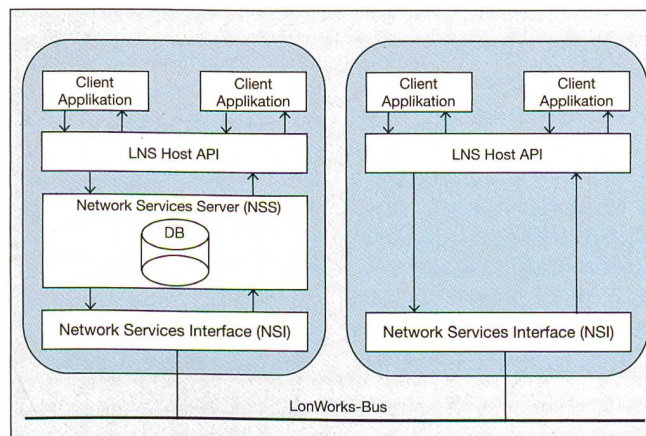 Client
Applikation
Client
Applikation
LNS Host API
Network Services Server (NSS)
DB
Network Services Interface (NSI)
Client
Applikation
Client
Applikation
LNS Host API
Network Services Interface (NSI)
LonWorks-Bus